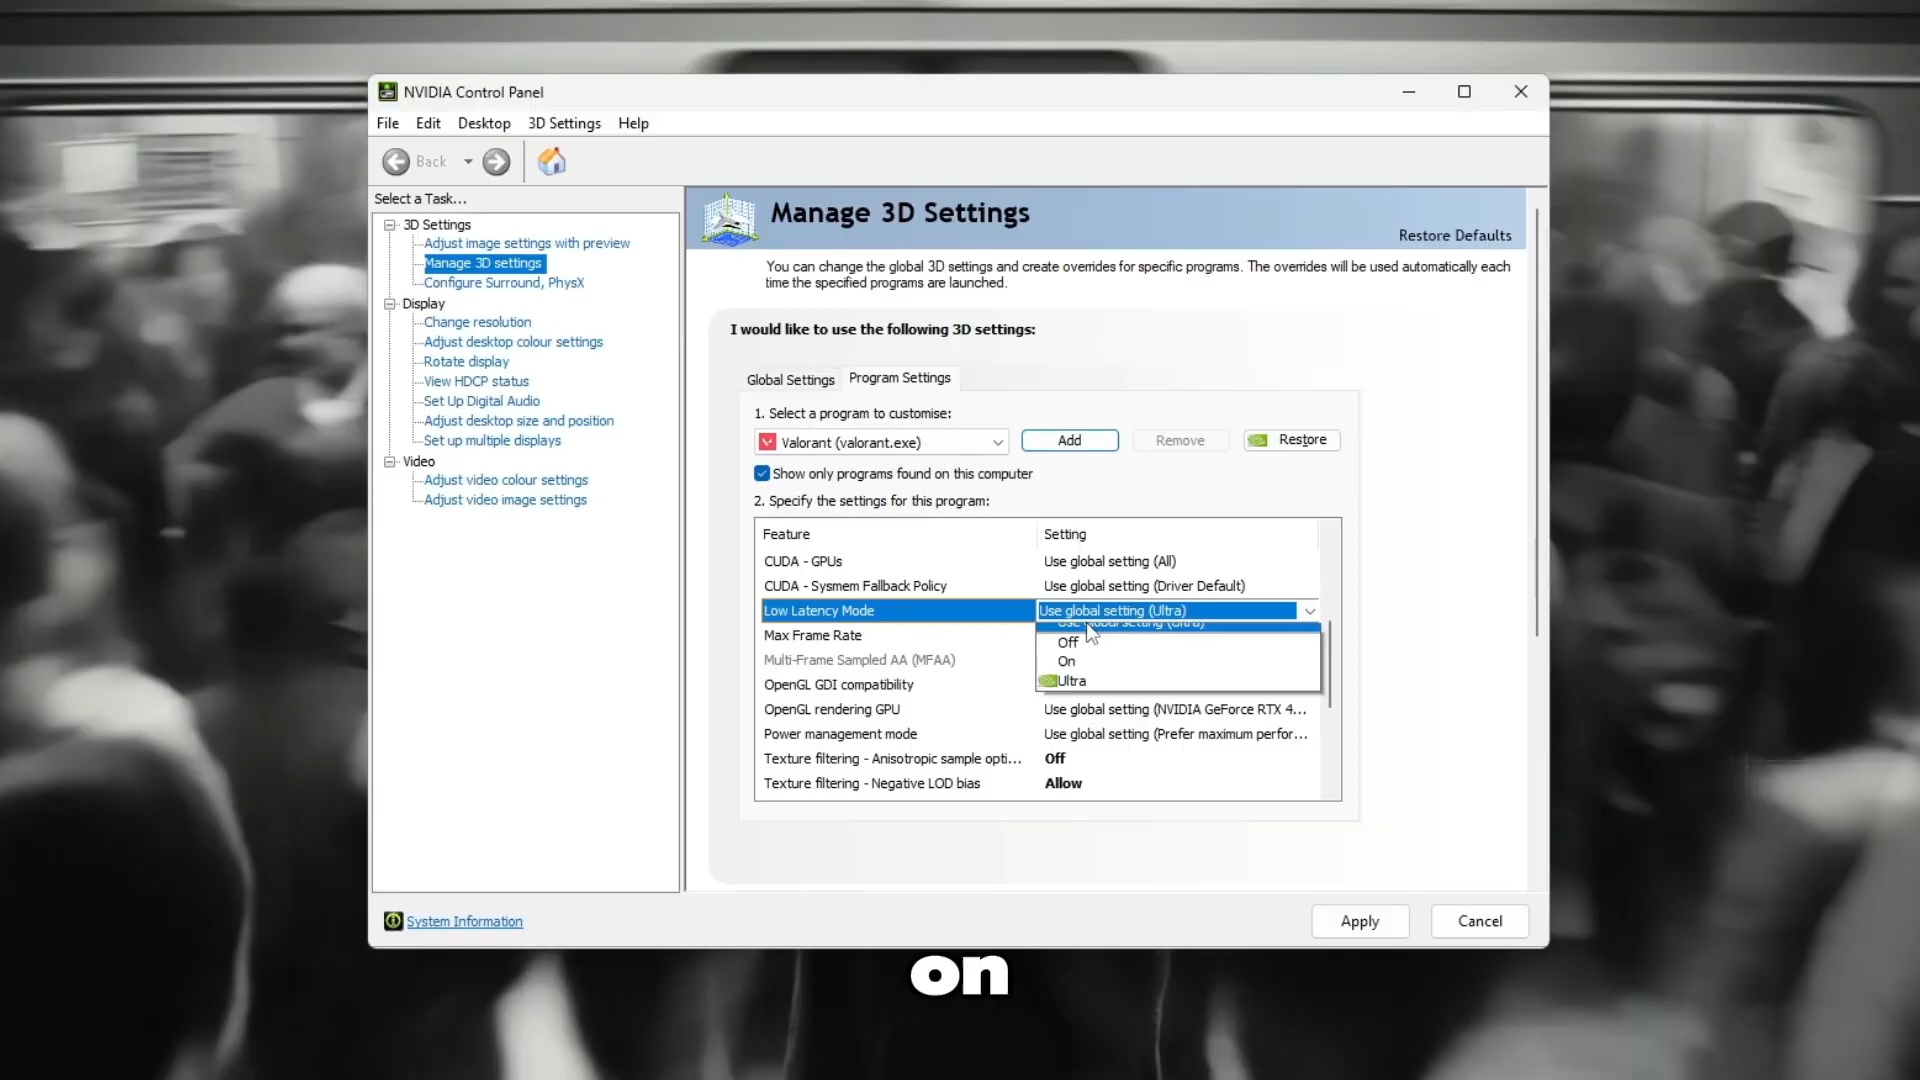 NVIDIA Control Panel
File Edit Desktop 3D Settings Help
Back
Select a Task...
3D Settings
Adjust image settings with preview
Manage 3D settings
Configure Surround, PhysX
Display
Change resolution
Adjust desktop colour settings
Rotate display
View HDCP status
Set Up Digital Audio
Adjust desktop size and position
Set up multiple displays
Video
Adjust video colour settings
Adjust video image settings
System Information
Manage 3D Settings
Restore Defaults
You can change the global 3D settings and create overrides for specific programs. The overrides will be used automatically each
time the specified programs are launched.
I would like to use the following 3D settings:
Global Settings Program Settings
1. Select a program to customise:
Valorant (valorant.exe) Add Remove Restore
Show only programs found on this computer
2. Specify the settings for this program:
Feature Setting
CUDA - GPUs Use global setting (All)
CUDA - Sysmem Fallback Policy Use global setting (Driver Default)
Low Latency Mode Use global setting (Ultra)
Use global setting (Ultra)
Max Frame Rate Off
Multi-Frame Sampled AA (MFAA) On
OpenGL GDI compatibility Ultra
OpenGL rendering GPU Use global setting (NVIDIA GeForce RTX 4...
Power management mode Use global setting (Prefer maximum perfor...
Texture filtering - Anisotropic sample opti... Off
Texture filtering - Negative LOD bias Allow
Apply Cancel
on